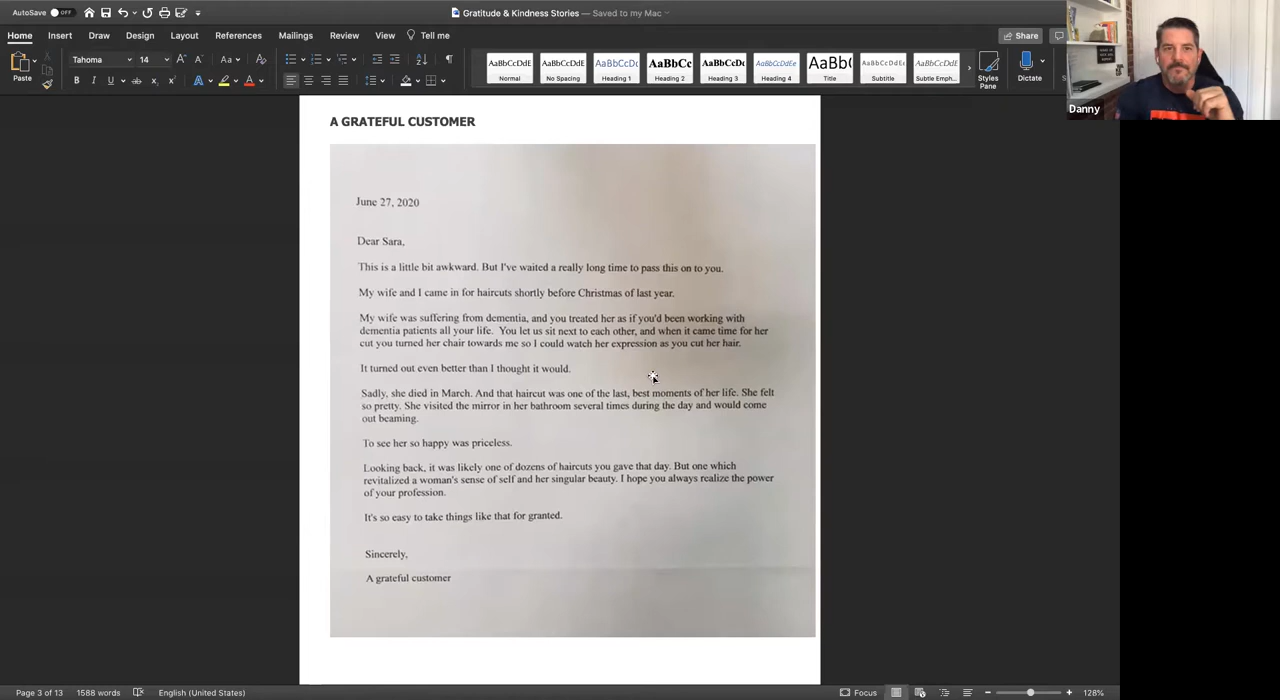 AutoSave OFF
Gratitude & Kindness Stories — Saved to my Mac
Home Insert Draw Design Layout References Mailings Review View Tell me
Share
Paste
Tahoma 14
AaBbCcDdE AaBbCcDdE AaBbCcDc AaBbCc AaBbCcDc AaBbCcDdEe AaBb( AaBbCcDdEe AaBbCcDdE
Normal No Spacing Heading 1 Heading 2 Heading 3 Heading 4 Title Subtitle Subtle Emph...
Styles
Pane
Dictate
Danny
A GRATEFUL CUSTOMER
June 27, 2020
Dear Sara,
This is a little bit awkward. But I've waited a really long time to pass this on to you.
My wife and I came in for haircuts shortly before Christmas of last year.
My wife was suffering from dementia, and you treated her as if you'd been working with
dementia patients all your life. You let us sit next to each other, and when it came time for her
cut you turned her chair towards me so I could watch her expression as you cut her hair.
It turned out even better than I thought it would.
Sadly, she died in March. And that haircut was one of the last, best moments of her life. She felt
so pretty. She visited the mirror in her bathroom several times during the day and would come
out beaming.
To see her so happy was priceless.
Looking back, it was likely one of dozens of haircuts you gave that day. But one which
revitalized a woman's sense of self and her singular beauty. I hope you always realize the power
of your profession.
It's so easy to take things like that for granted.
Sincerely,
A grateful customer
Page 3 of 13 1588 words English (United States) Focus 128%